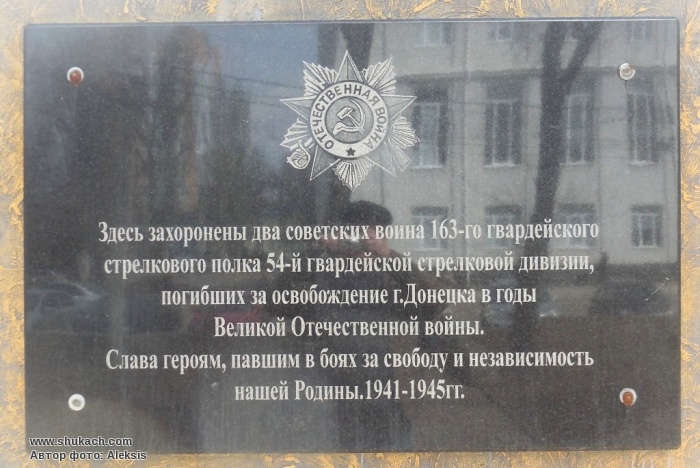 ОТЕЧЕСТВЕННАЯ ВОЙНА
Здесь захоронены два советских воина 163-го гвардейского
стрелкового полка 54-й гвардейской стрелковой дивизии,
погибших за освобождение г.Донецка в годы
Великой Отечественной войны.
Слава героям, павшим в боях за свободу и независимость
нашей Родины.1941-1945гг.
www.shukach.com
Автор фото: Aleksis